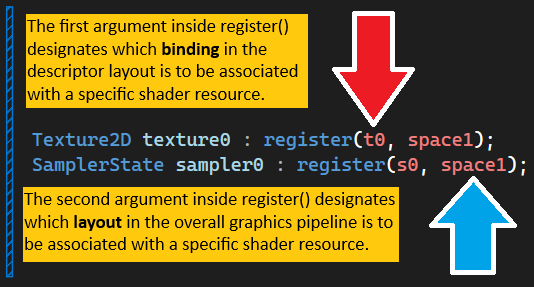 The first argument inside register()
designates which binding in the
descriptor layout is to be associated
with a specific shader resource.
Texture2D texture0 : register(t0, space1);
SamplerState sampler0 : register(s0, space1);
The second argument inside register() designates
which layout in the overall graphics pipeline is to
be associated with a specific shader resource.